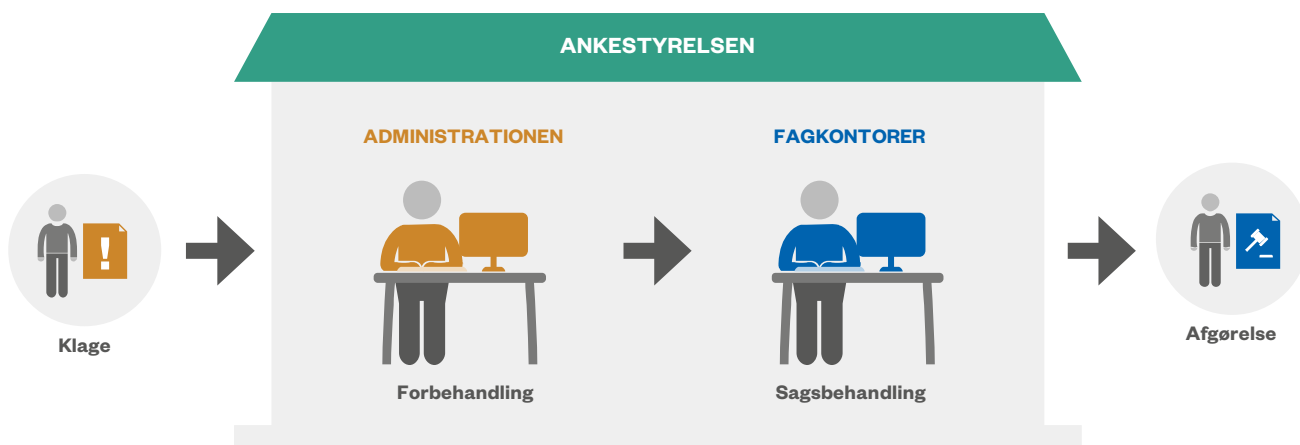 ANKESTYRELSEN
ADMINISTRATIONEN
FAGKONTORER
Klage
Afgørelse
Forbehandling
Sagsbehandling